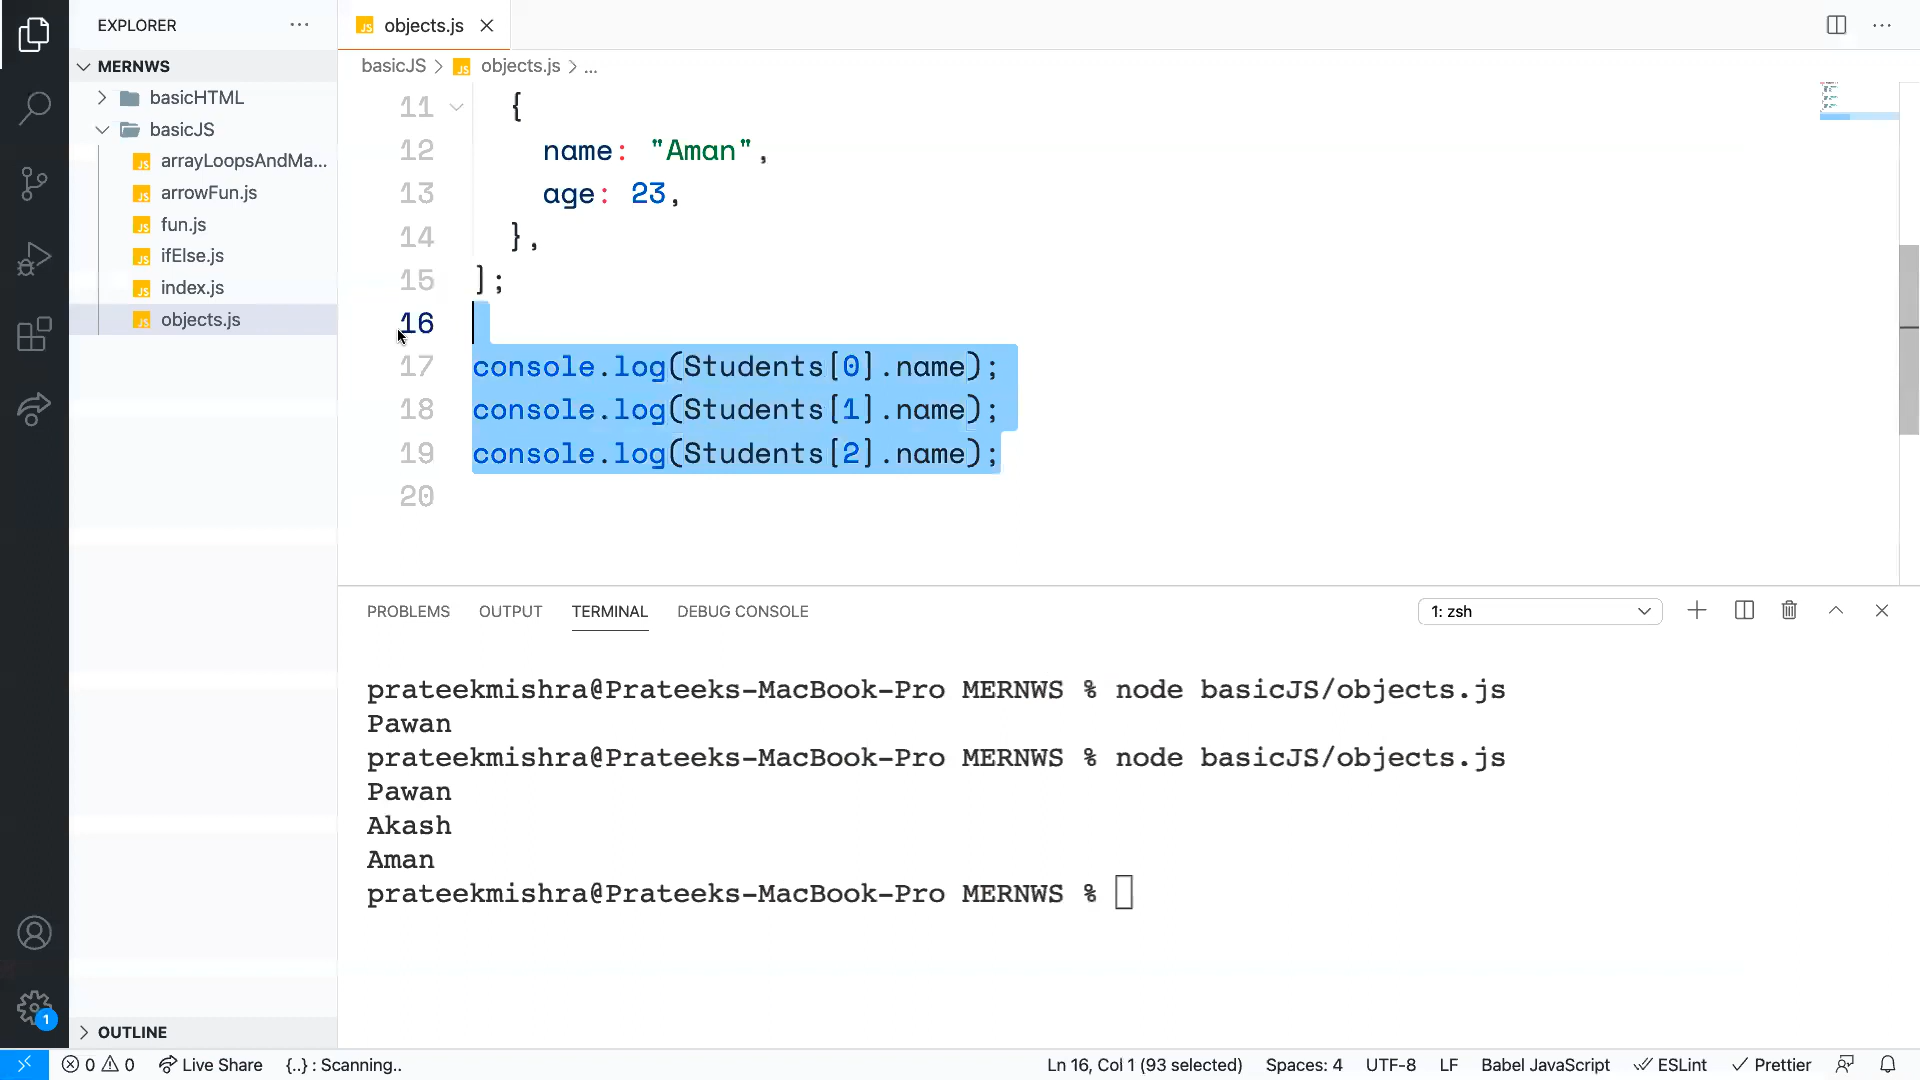 EXPLORER
MERNWS
basicHTML
basicJS
arrayLoopsAndMa...
arrowFun.js
fun.js
ifElse.js
index.js
objects.js
OUTLINE
objects.js
basicJS > objects.js > ...
11 {
12 name: "Aman",
13 age: 23,
14 },
15 ];
16
17 console.log(Students[0].name);
18 console.log(Students[1].name);
19 console.log(Students[2].name);
20
PROBLEMS OUTPUT TERMINAL DEBUG CONSOLE 1: zsh
prateekmishra@Prateeks-MacBook-Pro MERNWS % node basicJS/objects.js
Pawan
prateekmishra@Prateeks-MacBook-Pro MERNWS % node basicJS/objects.js
Pawan
Akash
Aman
prateekmishra@Prateeks-MacBook-Pro MERNWS %
1
0 0 Live Share {..} : Scanning.. Ln 16, Col 1 (93 selected) Spaces: 4 UTF-8 LF Babel JavaScript ESLint Prettier